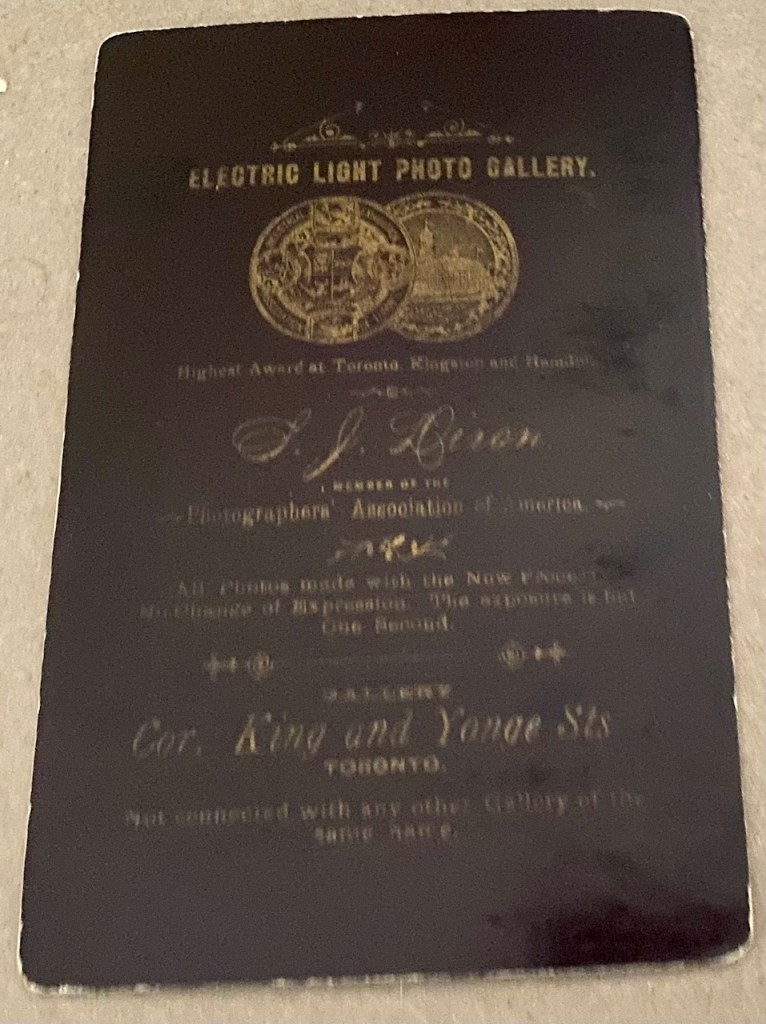 ELECTRIC LIGHT PHOTO GALLERY.
INDUSTRIAL
Highest Award at Toronto, Kingston and Hamilton
S. J. Dixon
MEMBER OF THE
Photographers' Association of America
All Photos made with the New Process
No Change of Expression. The exposure is but
One Second.
GALLERY
Cor. King and Yonge Sts
TORONTO.
Not connected with any other Gallery of the
same name.